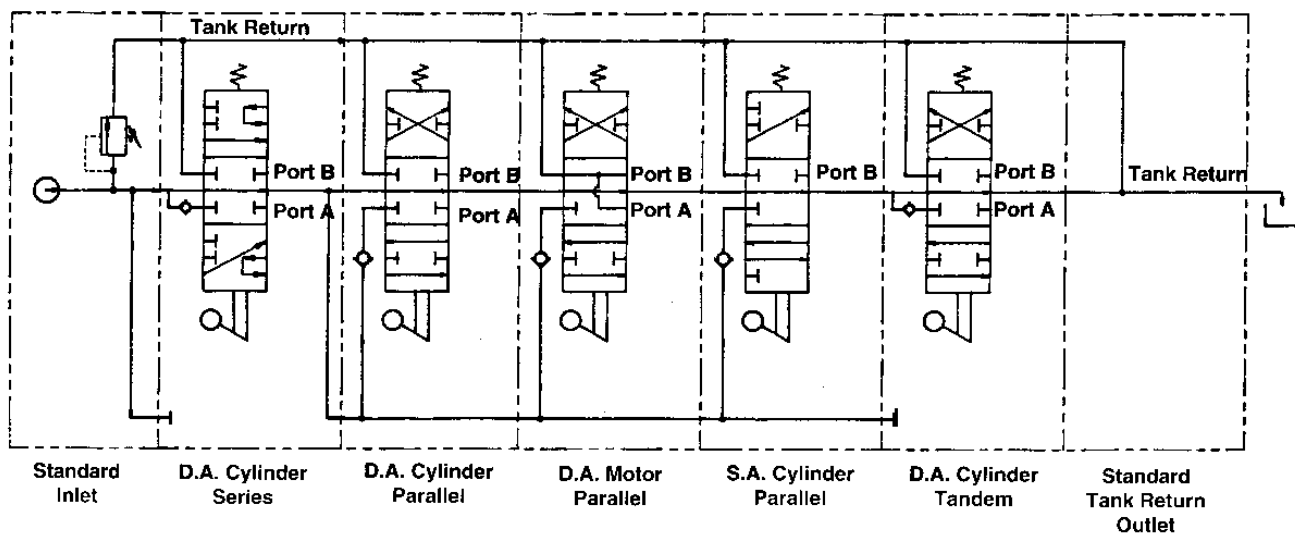 Tank Return
Port B
Port A
Port B
Port A
Port B
Port A
Port B
Port B
Port A
Tank Return
Standard
Inlet
D.A. Cylinder
Series
D.A. Cylinder
Parallel
D.A. Motor
Parallel
S.A. Cylinder
Parallel
D.A. Cylinder
Tandem
Standard
Tank Return
Outlet